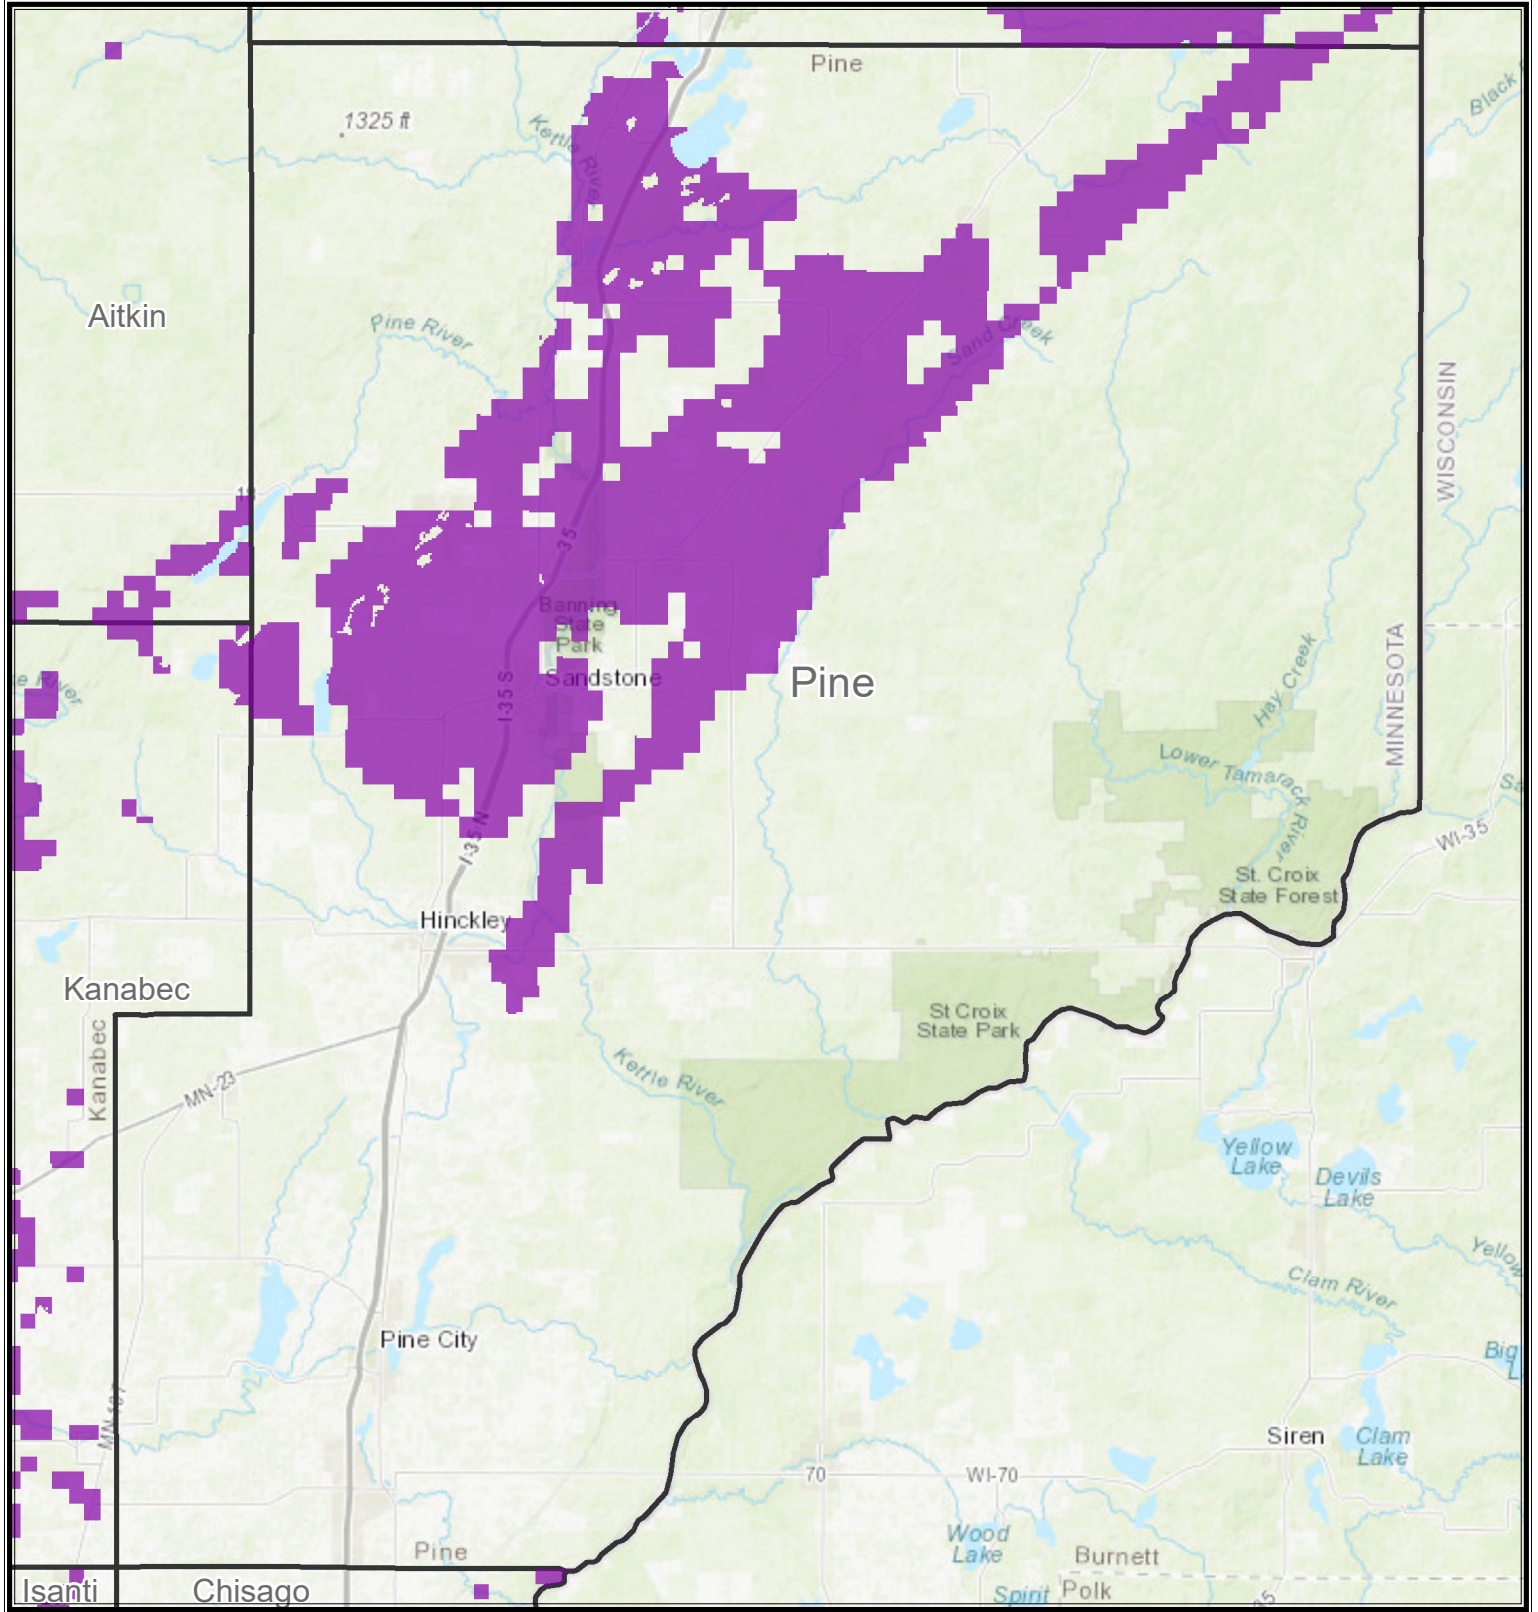 Pine
1325 ft
Kettle River
Black
Aitkin
Pine River
Sand Creek
WISCONSIN
35
Banning
State
Park
Sandstone
Pine
I-35 S
Hay Creek
MINNESOTA
Lower Tamarack River
I-35 N
WI-35
St. Croix
State Forest
Hinckley
Kanabec
St Croix
State Park
Kanabec
MN-23
Kettle River
Yellow
Lake
Devils
Lake
Yellow
Clam River
Pine City
Big
L
Siren
Clam
Lake
70
WI-70
Wood
Lake
Pine
Burnett
Isanti
Chisago
Spirit
Polk
35